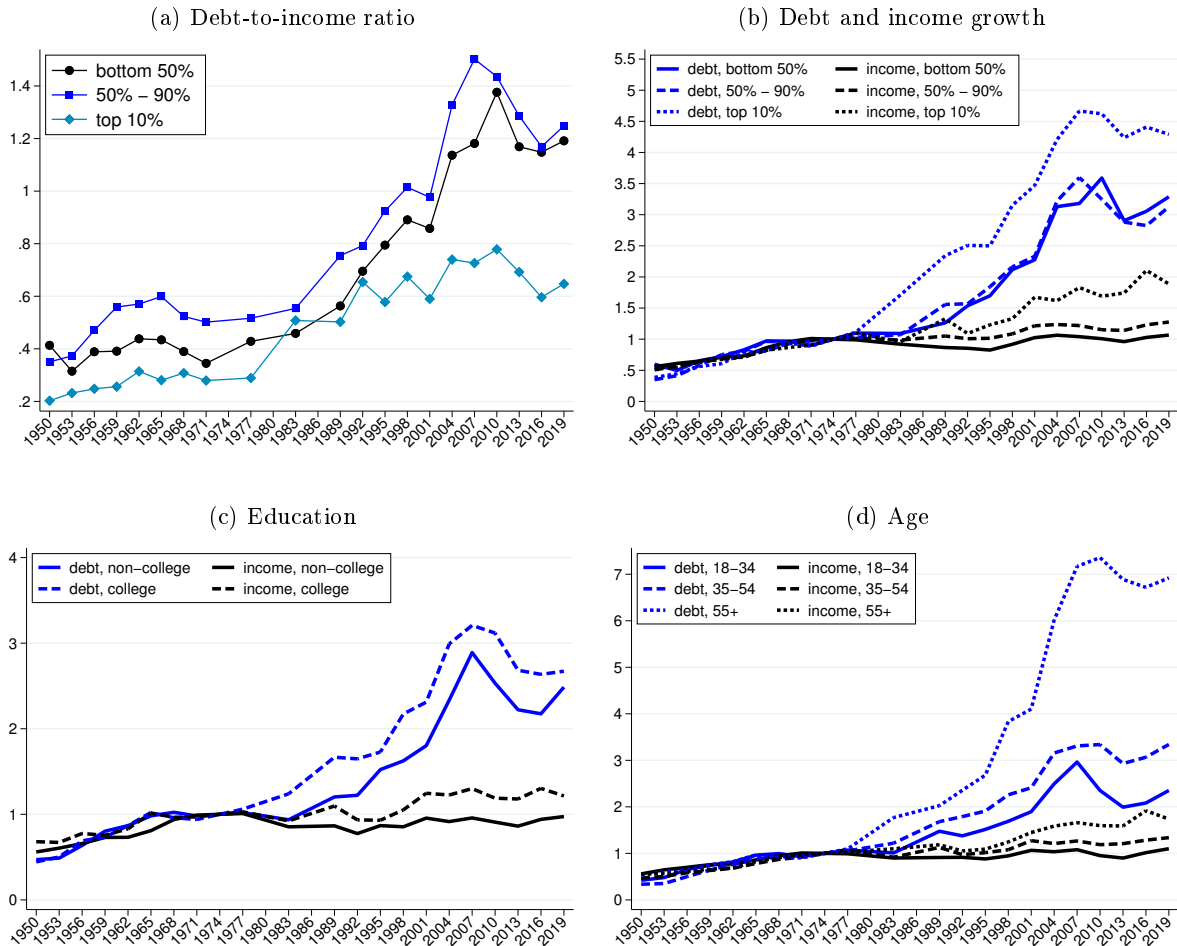 (a) Debt-to-income ratio
bottom 50%
50% − 90%
top 10%
1.4
1.2
1
.8
.6
.4
.2
1950 1953 1956 1959 1962 1965 1968 1971 1974 1977 1980 1983 1986 1989 1992 1995 1998 2001 2004 2007 2010 2013 2016 2019
(b) Debt and income growth
debt, bottom 50% income, bottom 50%
debt, 50% − 90% income, 50% − 90%
debt, top 10% income, top 10%
5.5
5
4.5
4
3.5
3
2.5
2
1.5
1
.5
0
1950 1953 1956 1959 1962 1965 1968 1971 1974 1977 1980 1983 1986 1989 1992 1995 1998 2001 2004 2007 2010 2013 2016 2019
(c) Education
debt, non−college income, non−college
debt, college income, college
4
3
2
1
0
1950 1953 1956 1959 1962 1965 1968 1971 1974 1977 1980 1983 1986 1989 1992 1995 1998 2001 2004 2007 2010 2013 2016 2019
(d) Age
debt, 18−34 income, 18−34
debt, 35−54 income, 35−54
debt, 55+ income, 55+
7
6
5
4
3
2
1
0
1950 1953 1956 1959 1962 1965 1968 1971 1974 1977 1980 1983 1986 1989 1992 1995 1998 2001 2004 2007 2010 2013 2016 2019